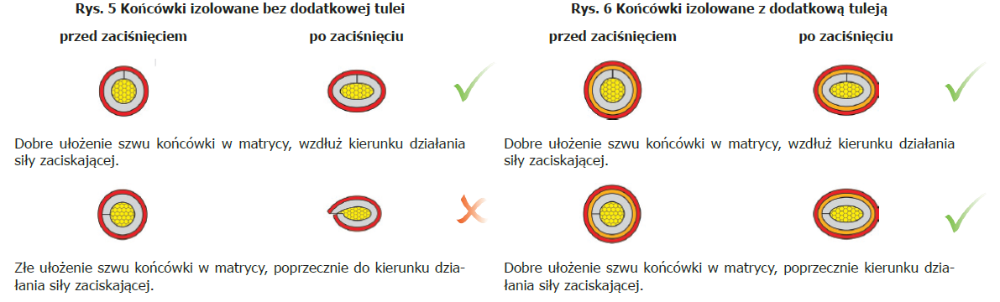 Rys. 5 Końcówki izolowane bez dodatkowej tulei
przed zaciśnięciem
po zaciśnięciu
Dobre ułożenie szwu końcówki w matrycy, wzdłuż kierunku działania
siły zaciskającej.
Złe ułożenie szwu końcówki w matrycy, poprzecznie do kierunku dzia-
łania siły zaciskającej.
Rys. 6 Końcówki izolowane z dodatkową tuleją
przed zaciśnięciem
po zaciśnięciu
Dobre ułożenie szwu końcówki w matrycy, wzdłuż kierunku działania
siły zaciskającej.
Dobre ułożenie szwu końcówki w matrycy, poprzecznie kierunku dzia-
łania siły zaciskającej.